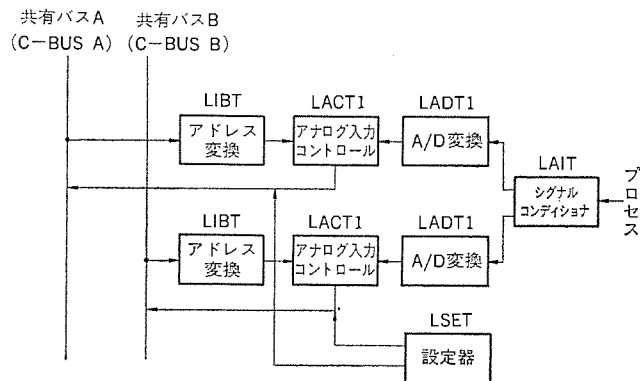 共有バスA 共有バスB
(C−BUS A) (C−BUS B)
LIBT LACT1 LADT1
アドレス
変換
アナログ入力
コントロール
A/D変換
LAIT
シグナル
コンディショナ
プロセス
LIBT LACT1 LADT1
アドレス
変換
アナログ入力
コントロール
A/D変換
LSET
設定器